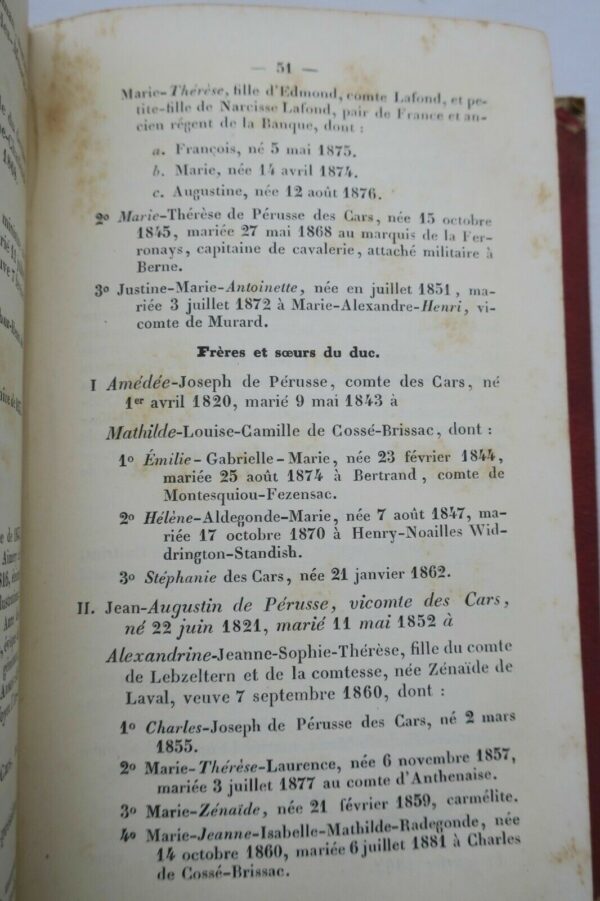 — 51 —
Marie-Thérèse, fille d'Edmond, comte Lafond, et pe-
tite-fille de Narcisse Lafond, pair de France et an-
cien régent de la Banque, dont :
a. François, né 5 mai 1875.
b. Marie, née 14 avril 1874.
c. Augustine, née 12 août 1876.
2º Marie-Thérèse de Pérusse des Cars, née 15 octobre
1845, mariée 27 mai 1868 au marquis de la Fer-
ronays, capitaine de cavalerie, attaché militaire à
Berne.
3º Justine-Marie-Antoinette, née en juillet 1851, ma-
riée 3 juillet 1872 à Marie-Alexandre-Henri, vi-
comte de Murard.
Frères et sœurs du duc.
I Amédée-Joseph de Pérusse, comte des Cars, né
1er avril 1820, marié 9 mai 1843 à
Mathilde-Louise-Camille de Cossé-Brissac, dont :
1º Émilie-Gabrielle-Marie, née 23 février 1844,
mariée 25 août 1874 à Bertrand, comte de
Montesquiou-Fezensac.
2º Hélène-Aldegonde-Marie, née 7 août 1847, ma-
riée 17 octobre 1870 à Henry-Noailles Wid-
drington-Standish.
3º Stéphanie des Cars, née 21 janvier 1862.
II. Jean-Augustin de Pérusse, vicomte des Cars,
né 22 juin 1821, marié 11 mai 1852 à
Alexandrine-Jeanne-Sophie-Thérèse, fille du comte
de Lebzeltern et de la comtesse, née Zénaïde de
Laval, veuve 7 septembre 1860, dont :
1º Charles-Joseph de Pérusse des Cars, né 2 mars
1855.
2º Marie-Thérèse-Laurence, née 6 novembre 1857,
mariée 3 juillet 1877 au comte d'Anthenaise.
3º Marie-Zénaïde, née 21 février 1859, carmélite.
4º Marie-Jeanne-Isabelle-Mathilde-Radegonde, née
14 octobre 1860, mariée 6 juillet 1881 à Charles
de Cossé-Brissac.